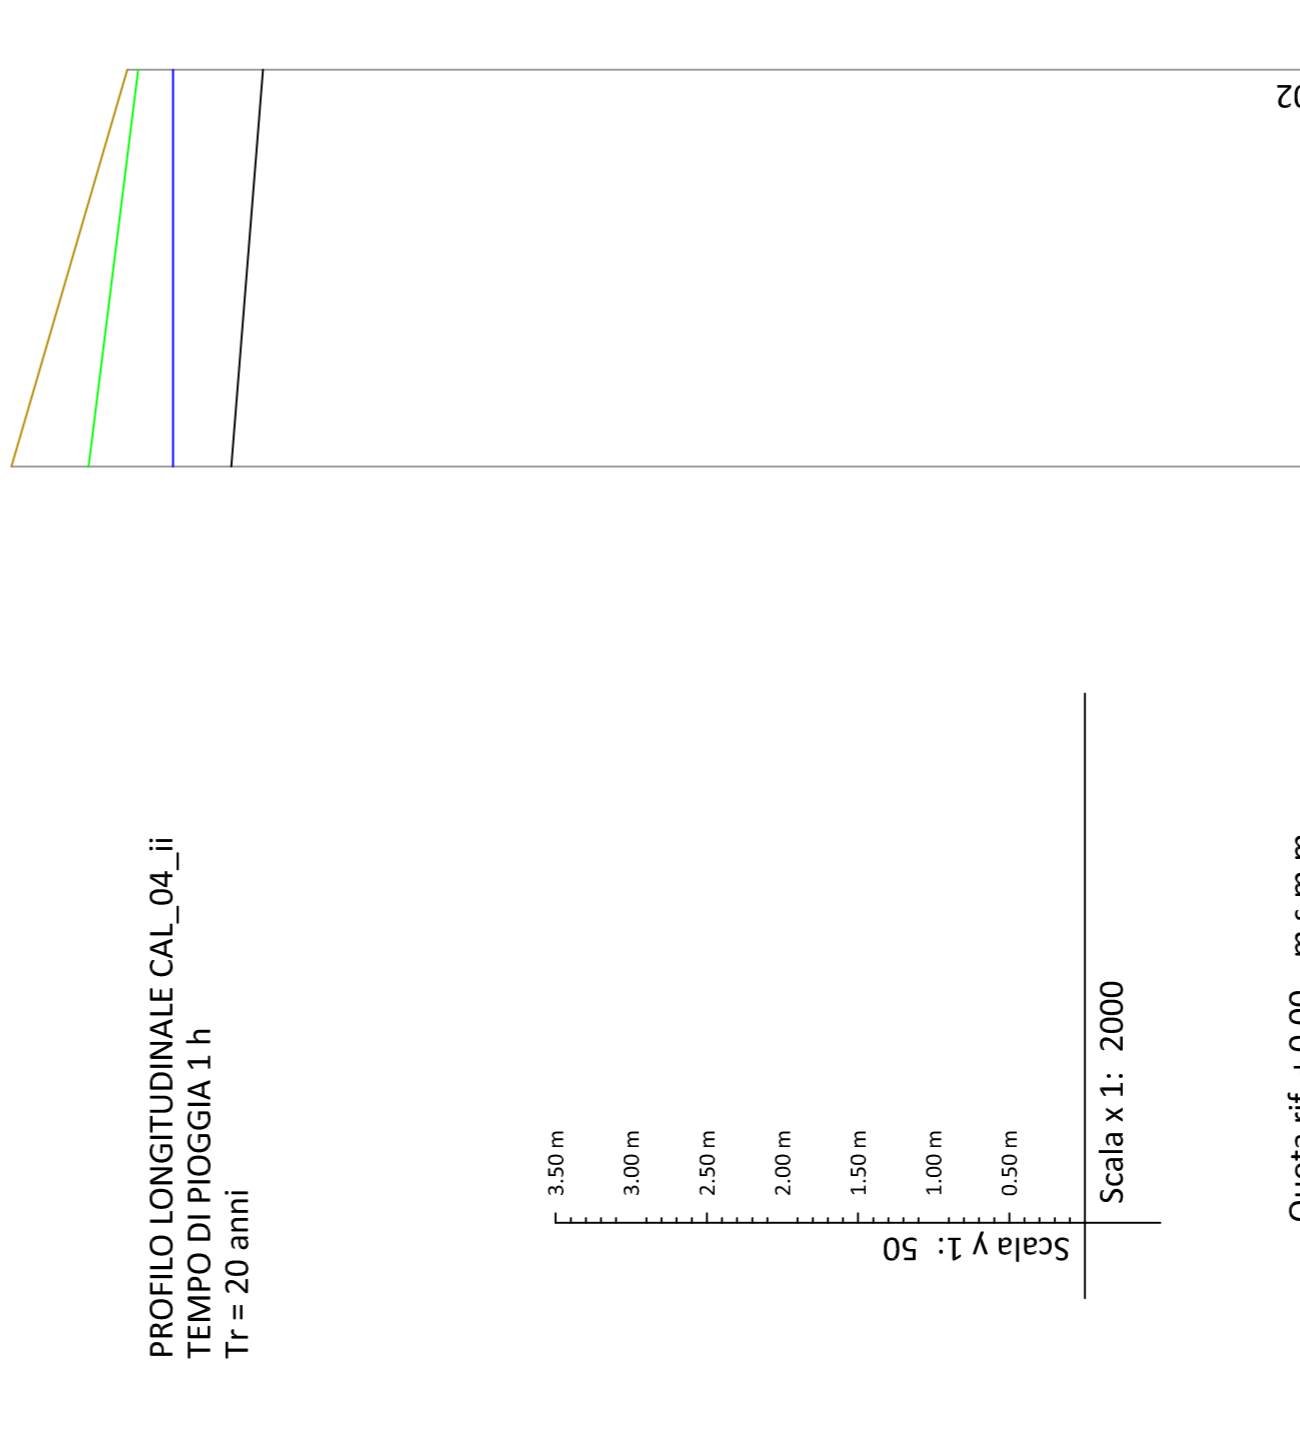 PROFILO LONGITUDINALE CAL_04_ii
TEMPO DI PIOGGIA 1 h
Tr = 20 anni
3.50 m
3.00 m
2.50 m
2.00 m
1.50 m
1.00 m
0.50 m
Scala y 1: 50
Scala x 1: 2000
02